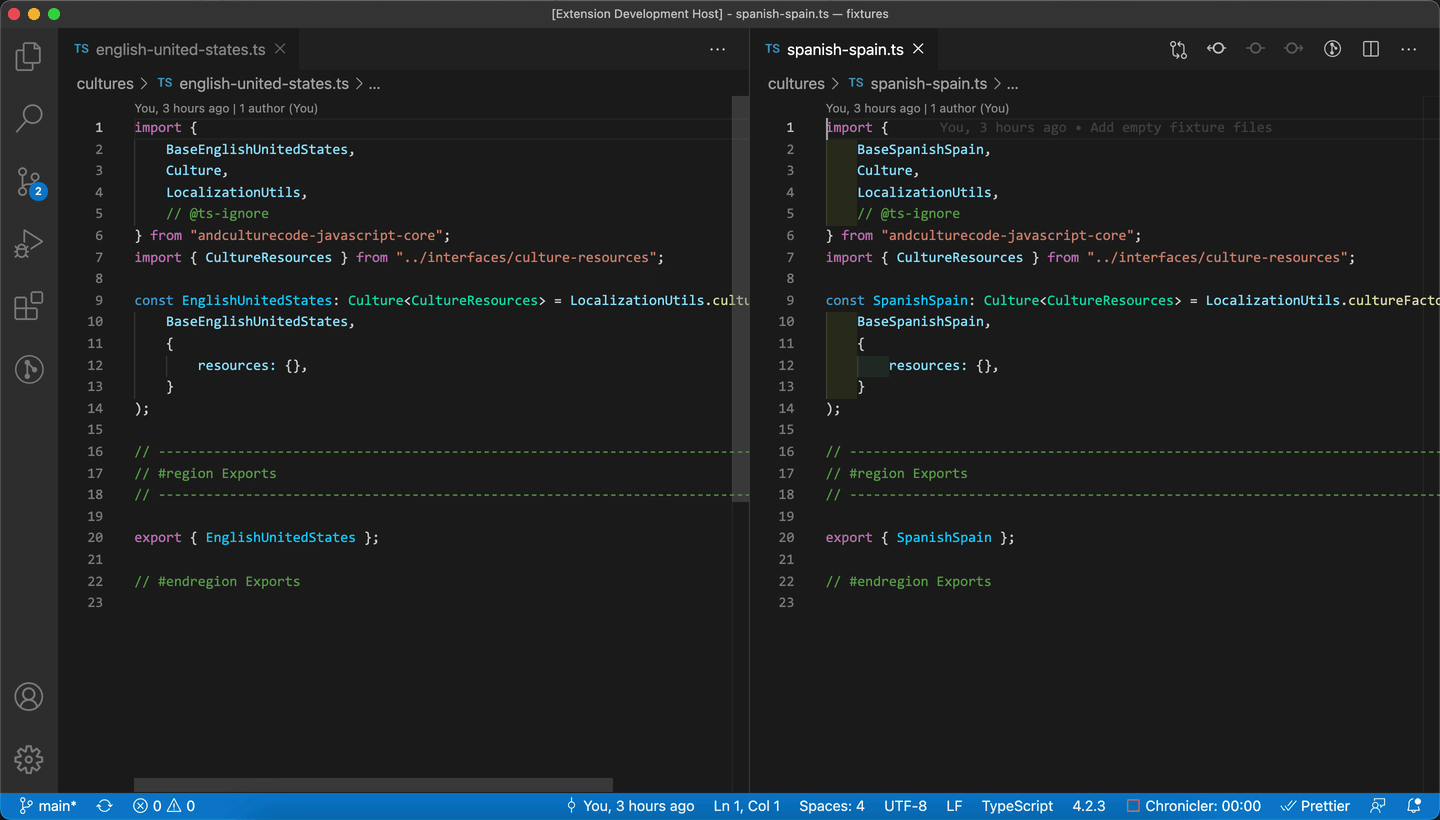 [Extension Development Host] - spanish-spain.ts — fixtures
TS english-united-states.ts
cultures > TS english-united-states.ts > ...
You, 3 hours ago | 1 author (You)
1 import {
2 BaseEnglishUnitedStates,
3 Culture,
4 LocalizationUtils,
5 // @ts-ignore
6 } from "andculturecode-javascript-core";
7 import { CultureResources } from "../interfaces/culture-resources";
8
9 const EnglishUnitedStates: Culture<CultureResources> = LocalizationUtils.cultu
10 BaseEnglishUnitedStates,
11 {
12 resources: {},
13 }
14 );
15
16 // ---------------------------------------------------------------------------
17 // #region Exports
18 // ---------------------------------------------------------------------------
19
20 export { EnglishUnitedStates };
21
22 // #endregion Exports
23
TS spanish-spain.ts
cultures > TS spanish-spain.ts > ...
You, 3 hours ago | 1 author (You)
1 import { You, 3 hours ago • Add empty fixture files
2 BaseSpanishSpain,
3 Culture,
4 LocalizationUtils,
5 // @ts-ignore
6 } from "andculturecode-javascript-core";
7 import { CultureResources } from "../interfaces/culture-resources";
8
9 const SpanishSpain: Culture<CultureResources> = LocalizationUtils.cultureFacto
10 BaseSpanishSpain,
11 {
12 resources: {},
13 }
14 );
15
16 // ---------------------------------------------------------------------------
17 // #region Exports
18 // ---------------------------------------------------------------------------
19
20 export { SpanishSpain };
21
22 // #endregion Exports
23
2
main* 0 0 You, 3 hours ago Ln 1, Col 1 Spaces: 4 UTF-8 LF TypeScript 4.2.3 Chronicler: 00:00 Prettier